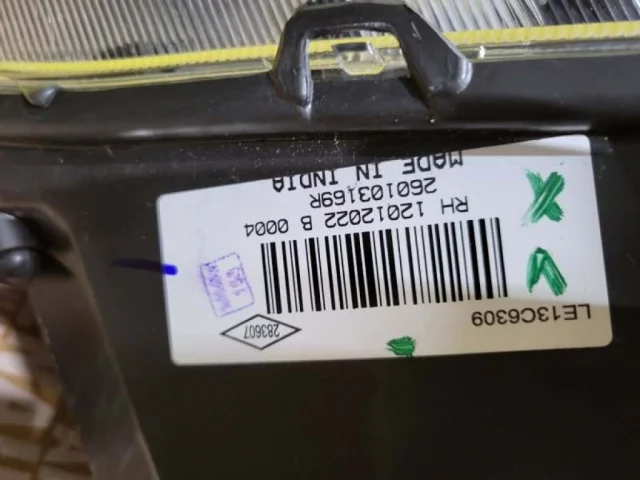 LE13C6309
283607
RH 12012022 B 0004
260103169R
MADE IN INDIA